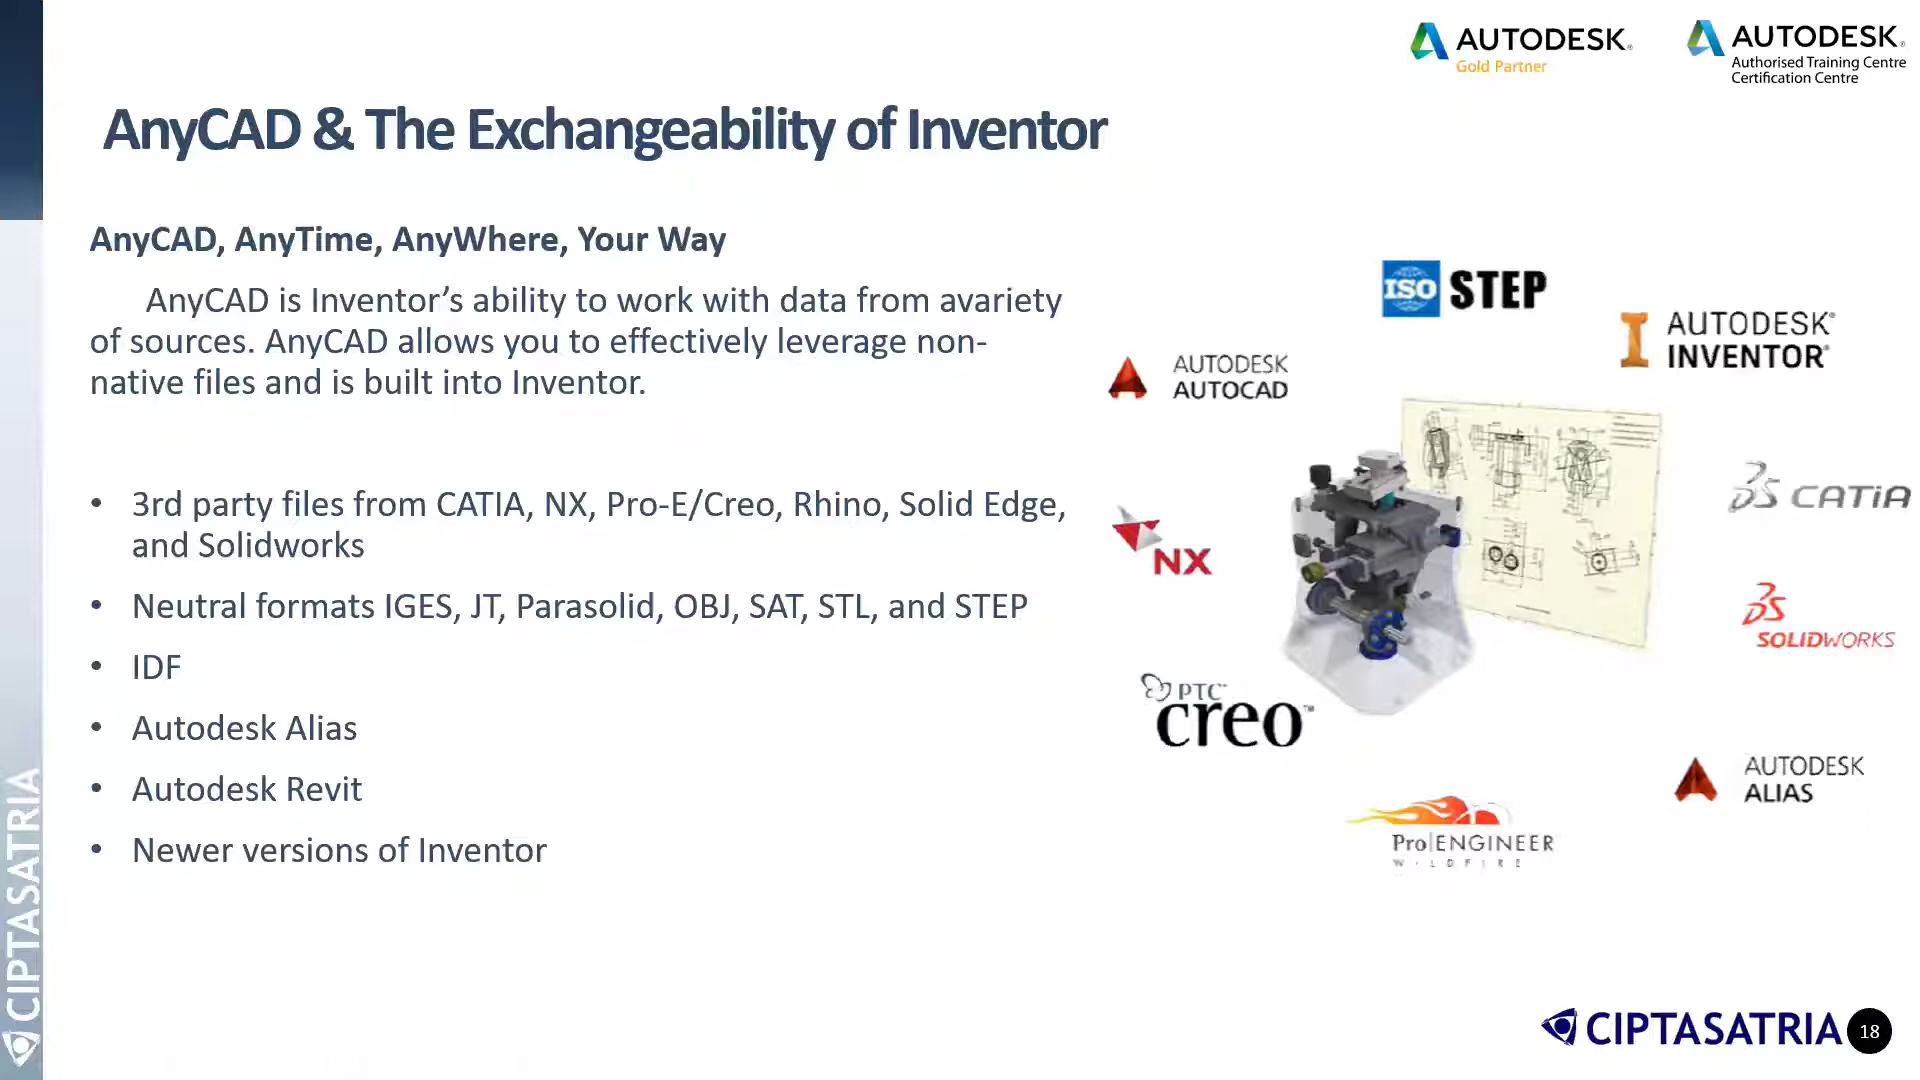 AUTODESK®
Gold Partner
AUTODESK®
Authorised Training Centre
Certification Centre
AnyCAD & The Exchangeability of Inventor
AnyCAD, AnyTime, AnyWhere, Your Way
AnyCAD is Inventor’s ability to work with data from avariety
of sources. AnyCAD allows you to effectively leverage non-
native files and is built into Inventor.
• 3rd party files from CATIA, NX, Pro-E/Creo, Rhino, Solid Edge,
and Solidworks
• Neutral formats IGES, JT, Parasolid, OBJ, SAT, STL, and STEP
• IDF
• Autodesk Alias
• Autodesk Revit
• Newer versions of Inventor
ISO STEP
AUTODESK®
INVENTOR®
AUTODESK
AUTOCAD
CATIA
NX
SOLIDWORKS
PTC™
creo™
AUTODESK
ALIAS
Pro|ENGINEER
WILDFIRE
CIPTASATRIA
CIPTASATRIA
18